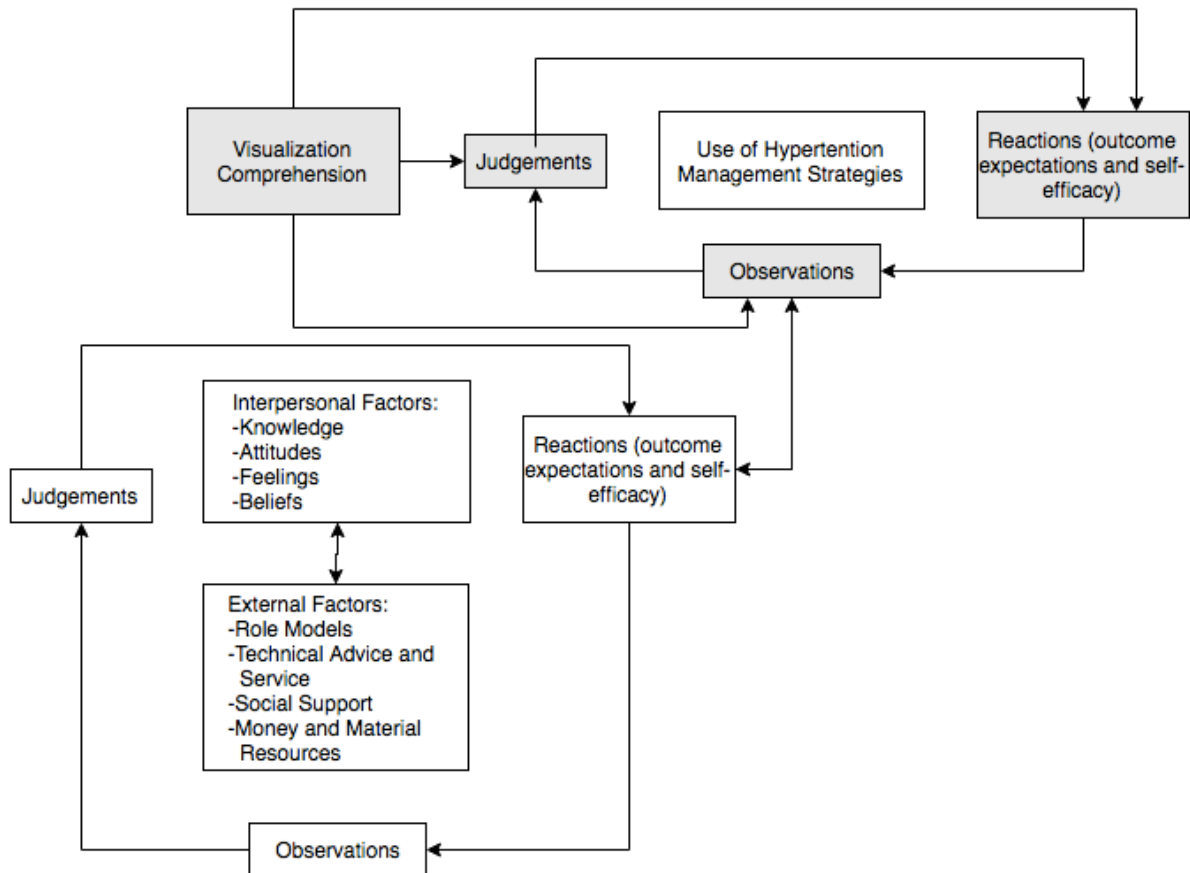 Visualization
Comprehension
Judgements
Use of Hypertention
Management Strategies
Reactions (outcome
expectations and self-
efficacy)
Observations
Interpersonal Factors:
-Knowledge
-Attitudes
-Feelings
-Beliefs
Reactions (outcome
expectations and self-
efficacy)
Judgements
External Factors:
-Role Models
-Technical Advice and
Service
-Social Support
-Money and Material
Resources
Observations